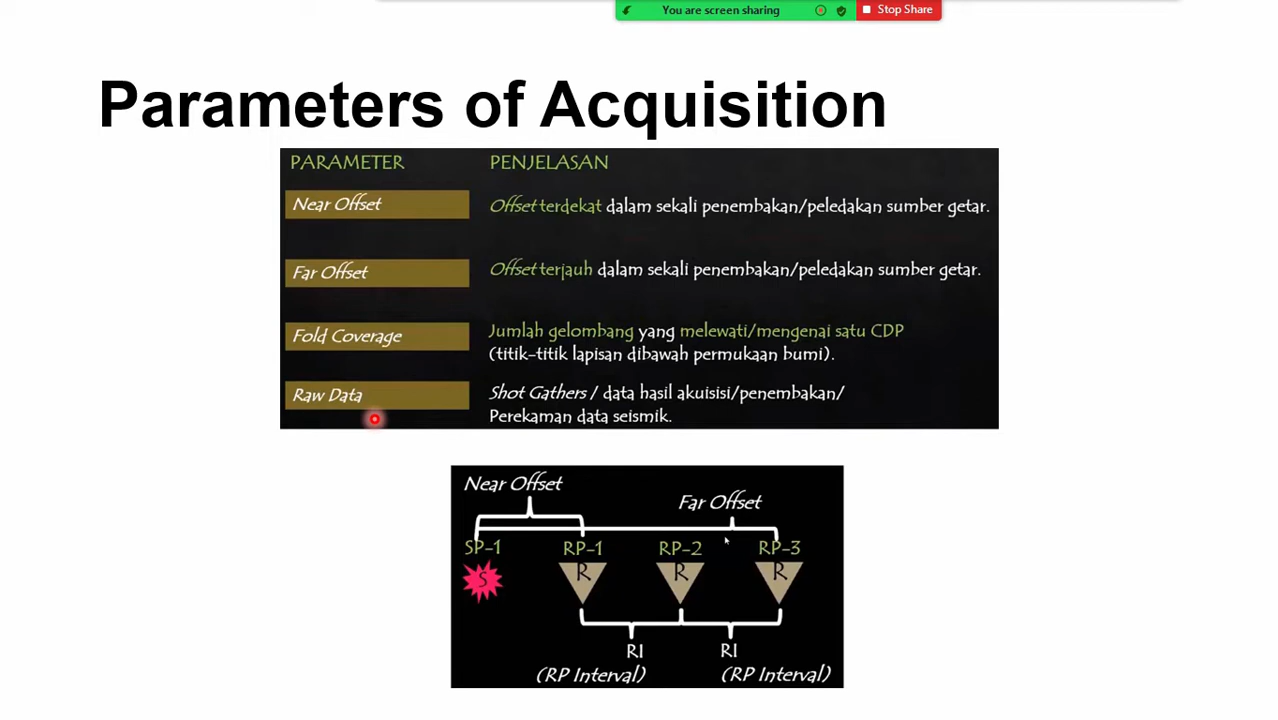 You are screen sharing
Stop Share
Parameters of Acquisition
PARAMETER PENJELASAN
Near Offset Offset terdekat dalam sekali penembakan/peledakan sumber getar.
Far Offset Offset terjauh dalam sekali penembakan/peledakan sumber getar.
Fold Coverage Jumlah gelombang yang melewati/mengenai satu CDP
(titik-titik lapisan dibawah permukaan bumi).
Raw Data Shot Gathers / data hasil akuisisi/penembakan/
Perekaman data seismik.
Near Offset
Far Offset
SP-1 RP-1 RP-2 RP-3
S R R R
RI RI
(RP Interval) (RP Interval)